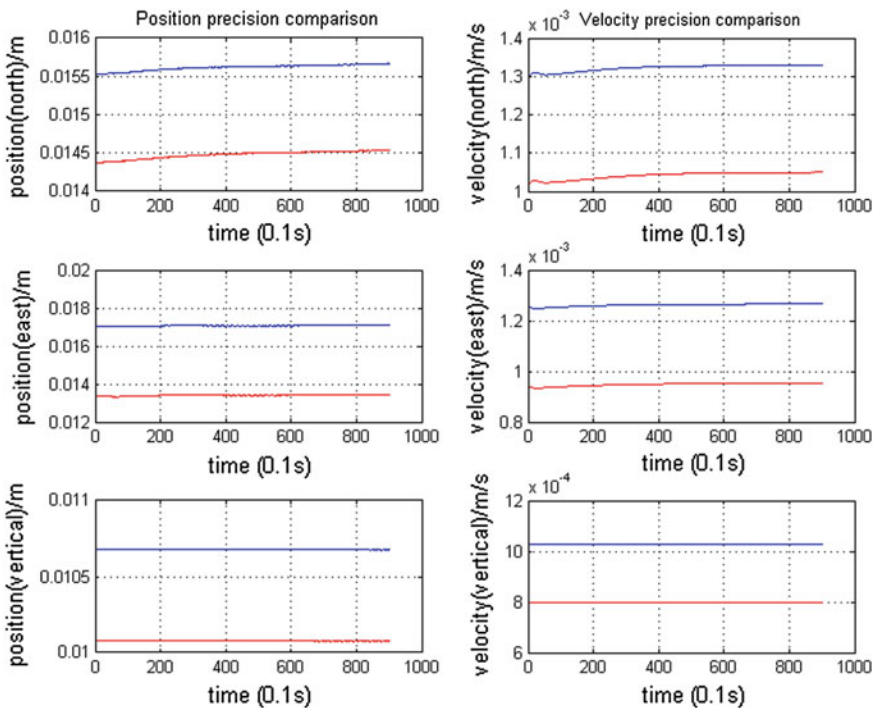 Position precision comparison
position(north)/m
0.016
0.0155
0.015
0.0145
0.014
0 200 400 600 800 1000
time (0.1s)
Velocity precision comparison
x 10^-3
velocity(north)/m/s
1.4
1.3
1.2
1.1
1
0 200 400 600 800 1000
time (0.1s)
position(east)/m
0.02
0.018
0.016
0.014
0.012
0 200 400 600 800 1000
time (0.1s)
x 10^-3
velocity(east)/m/s
1.4
1.2
1
0.8
0 200 400 600 800 1000
time (0.1s)
position(vertical)/m
0.011
0.0105
0.01
0 200 400 600 800 1000
time (0.1s)
x 10^-4
velocity(vertical)/m/s
12
10
8
6
0 200 400 600 800 1000
time (0.1s)